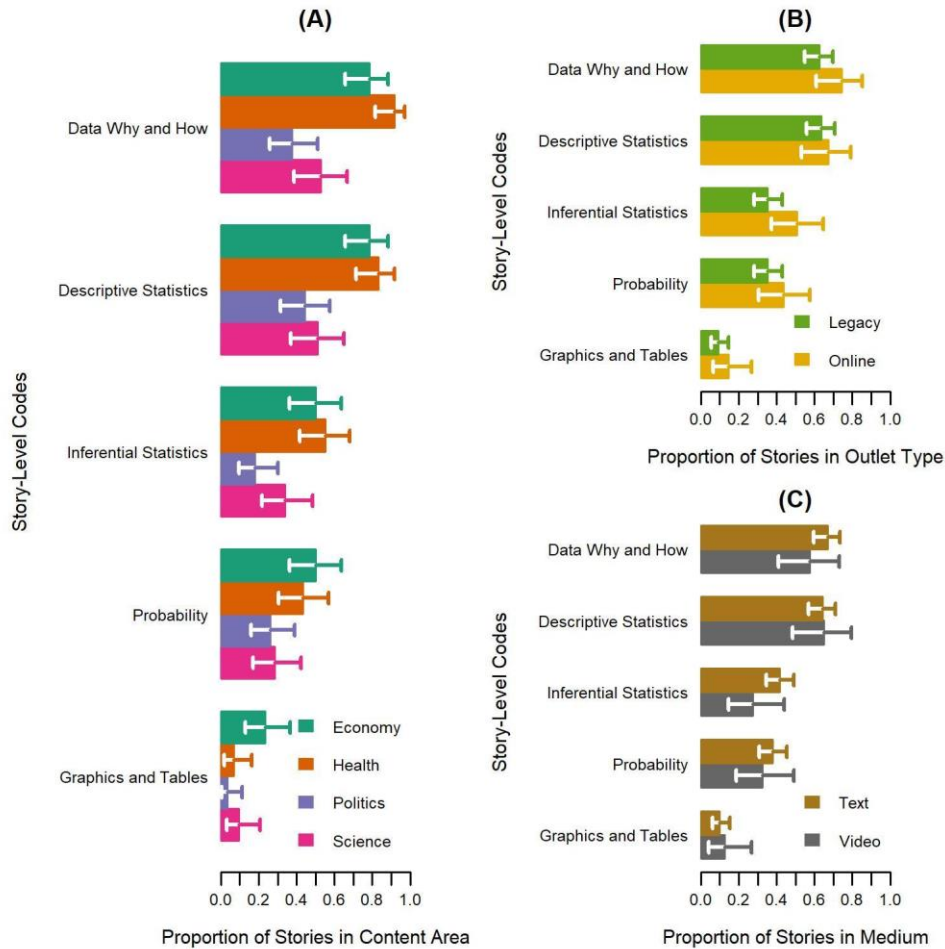 (A)
Story-Level Codes
Data Why and How
Descriptive Statistics
Inferential Statistics
Probability
Graphics and Tables
Economy
Health
Politics
Science
0.0 0.2 0.4 0.6 0.8 1.0
Proportion of Stories in Content Area
(B)
Story-Level Codes
Data Why and How
Descriptive Statistics
Inferential Statistics
Probability
Graphics and Tables
Legacy
Online
0.0 0.2 0.4 0.6 0.8 1.0
Proportion of Stories in Outlet Type
(C)
Story-Level Codes
Data Why and How
Descriptive Statistics
Inferential Statistics
Probability
Graphics and Tables
Text
Video
0.0 0.2 0.4 0.6 0.8 1.0
Proportion of Stories in Medium